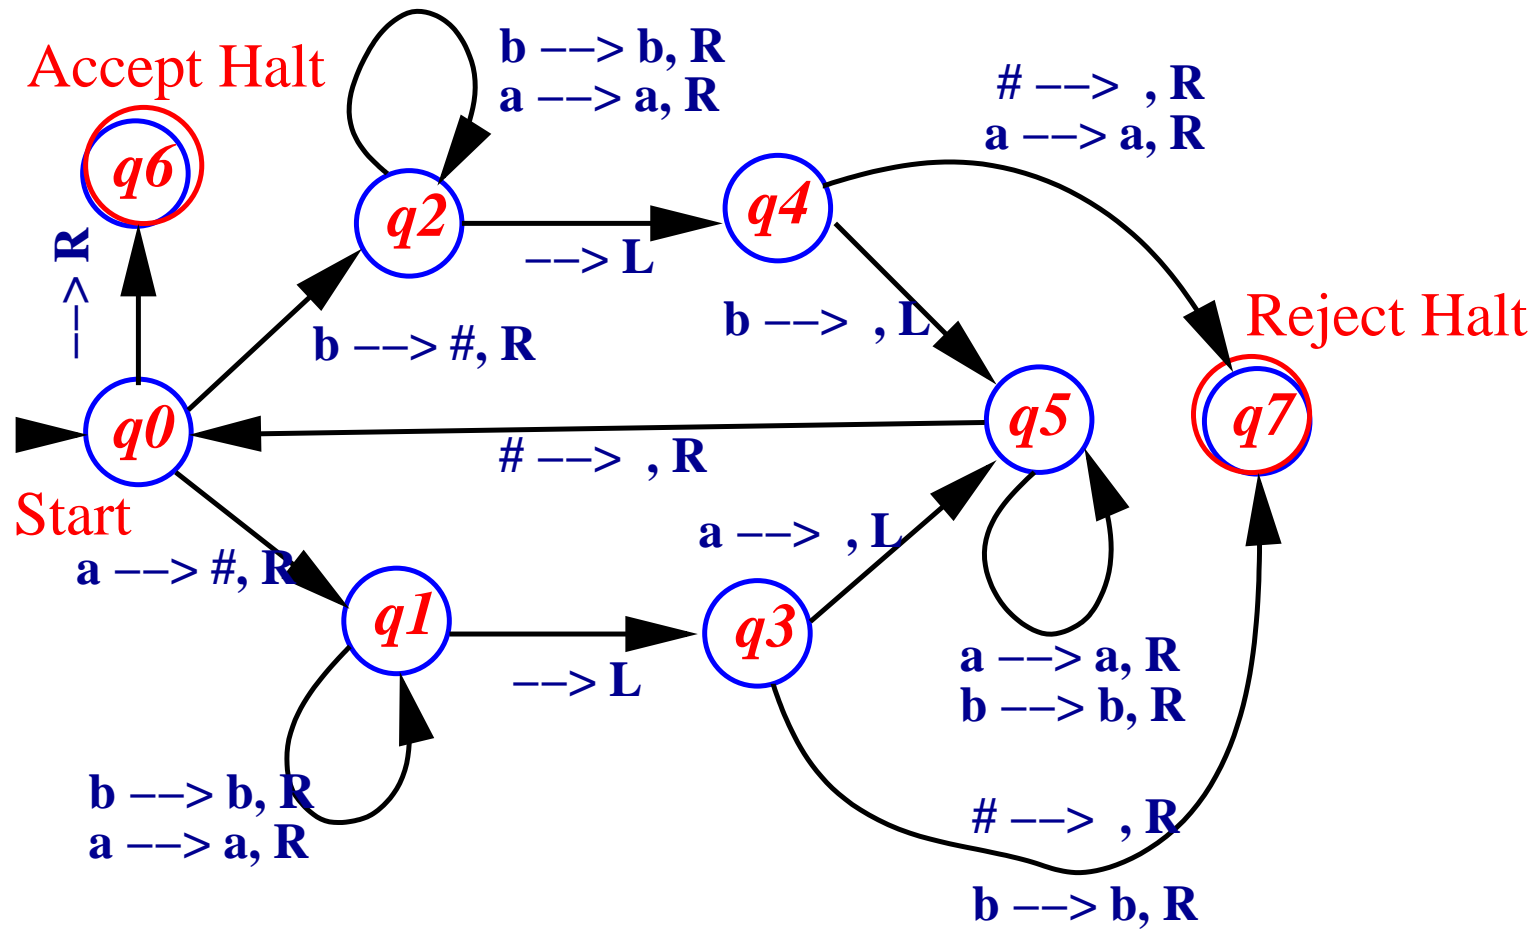 b −−> b, R
a −−> a, R
Accept Halt
# −−> , R
a −−> a, R
q6
q2
q4
−−> R
−−> L
b −−> #, R
b −−> , L
Reject Halt
q0
q5
q7
# −−> , R
Start
a −−> #, R
a −−> , L
q1
q3
−−> L
a −−> a, R
b −−> b, R
b −−> b, R
a −−> a, R
# −−> , R
b −−> b, R